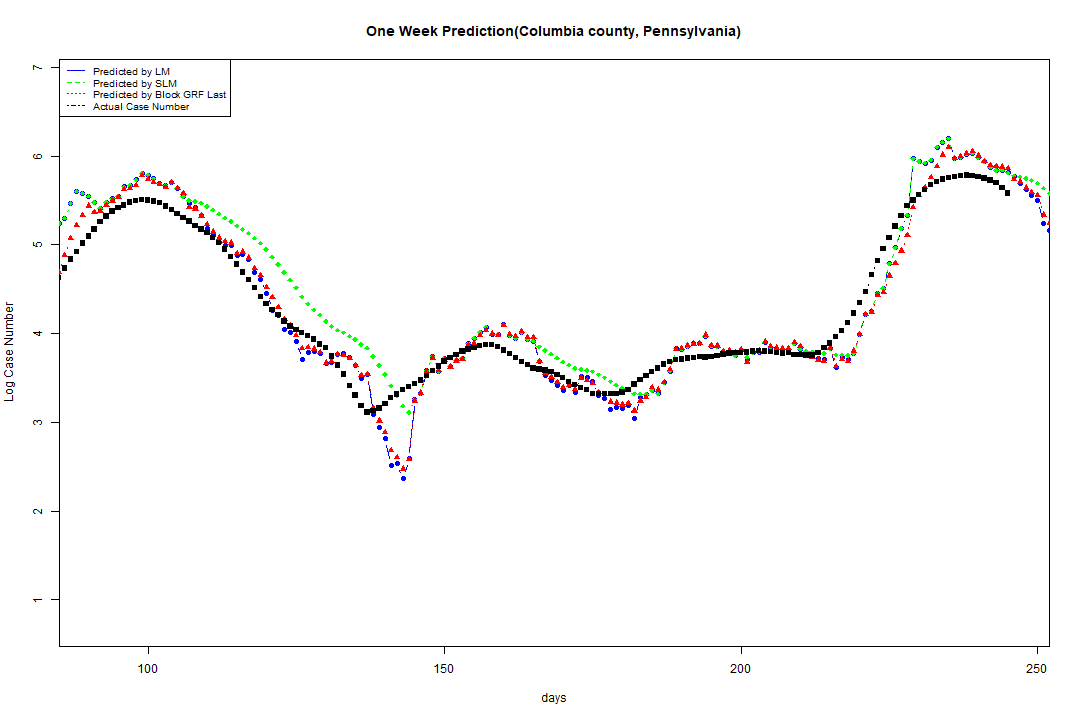 One Week Prediction(Columbia county, Pennsylvania)
Predicted by LM
Predicted by SLM
Predicted by Block GRF Last
Actual Case Number
7
6
5
4
3
2
1
Log Case Number
100 150 200 250
days